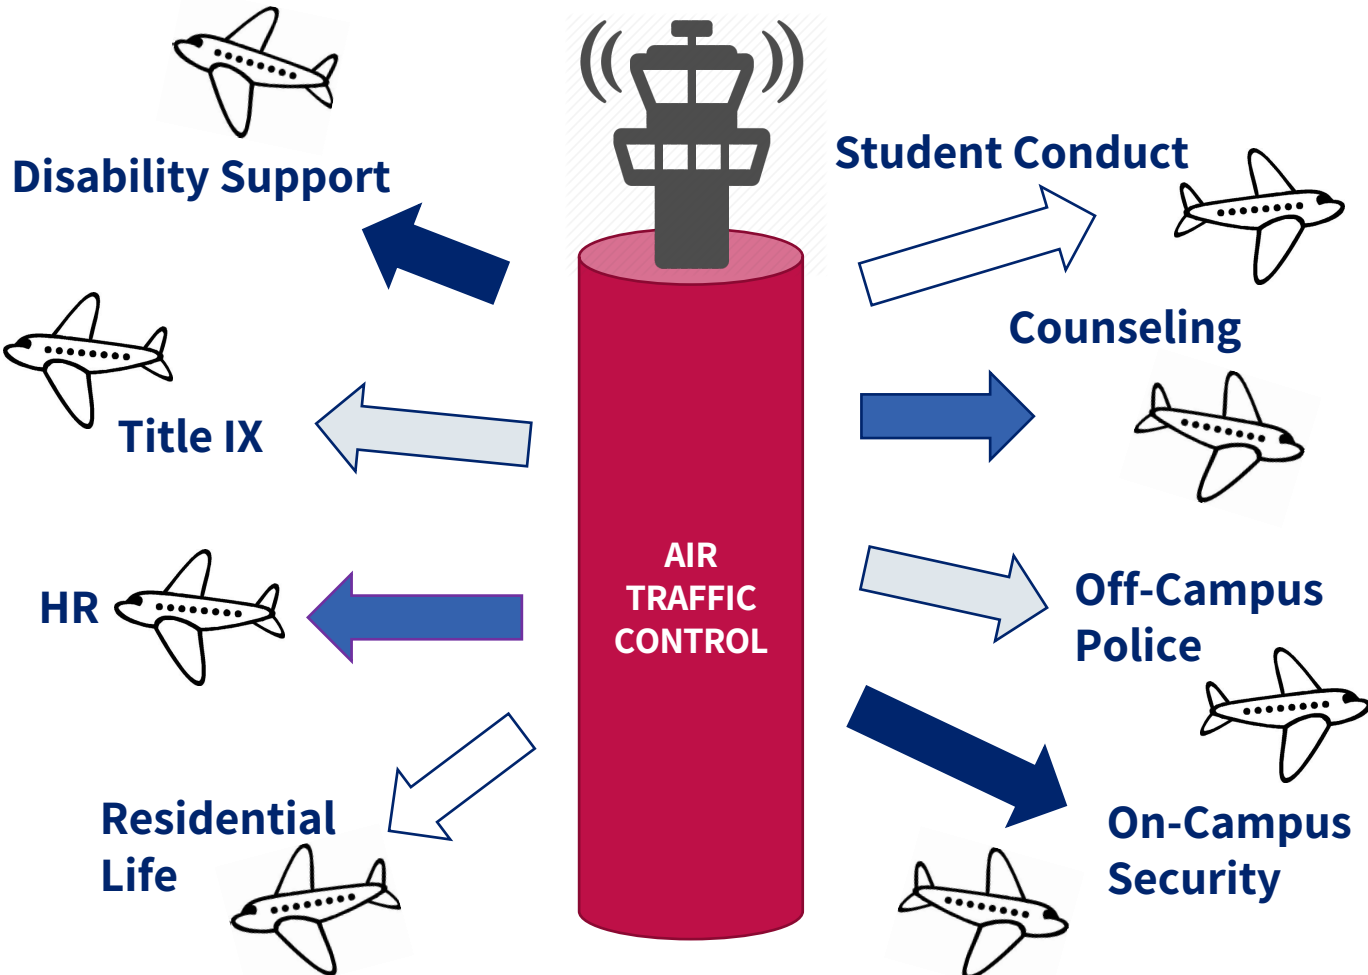 Disability Support
Title IX
HR
Residential
Life
AIR
TRAFFIC
CONTROL
Student Conduct
Counseling
Off-Campus
Police
On-Campus
Security